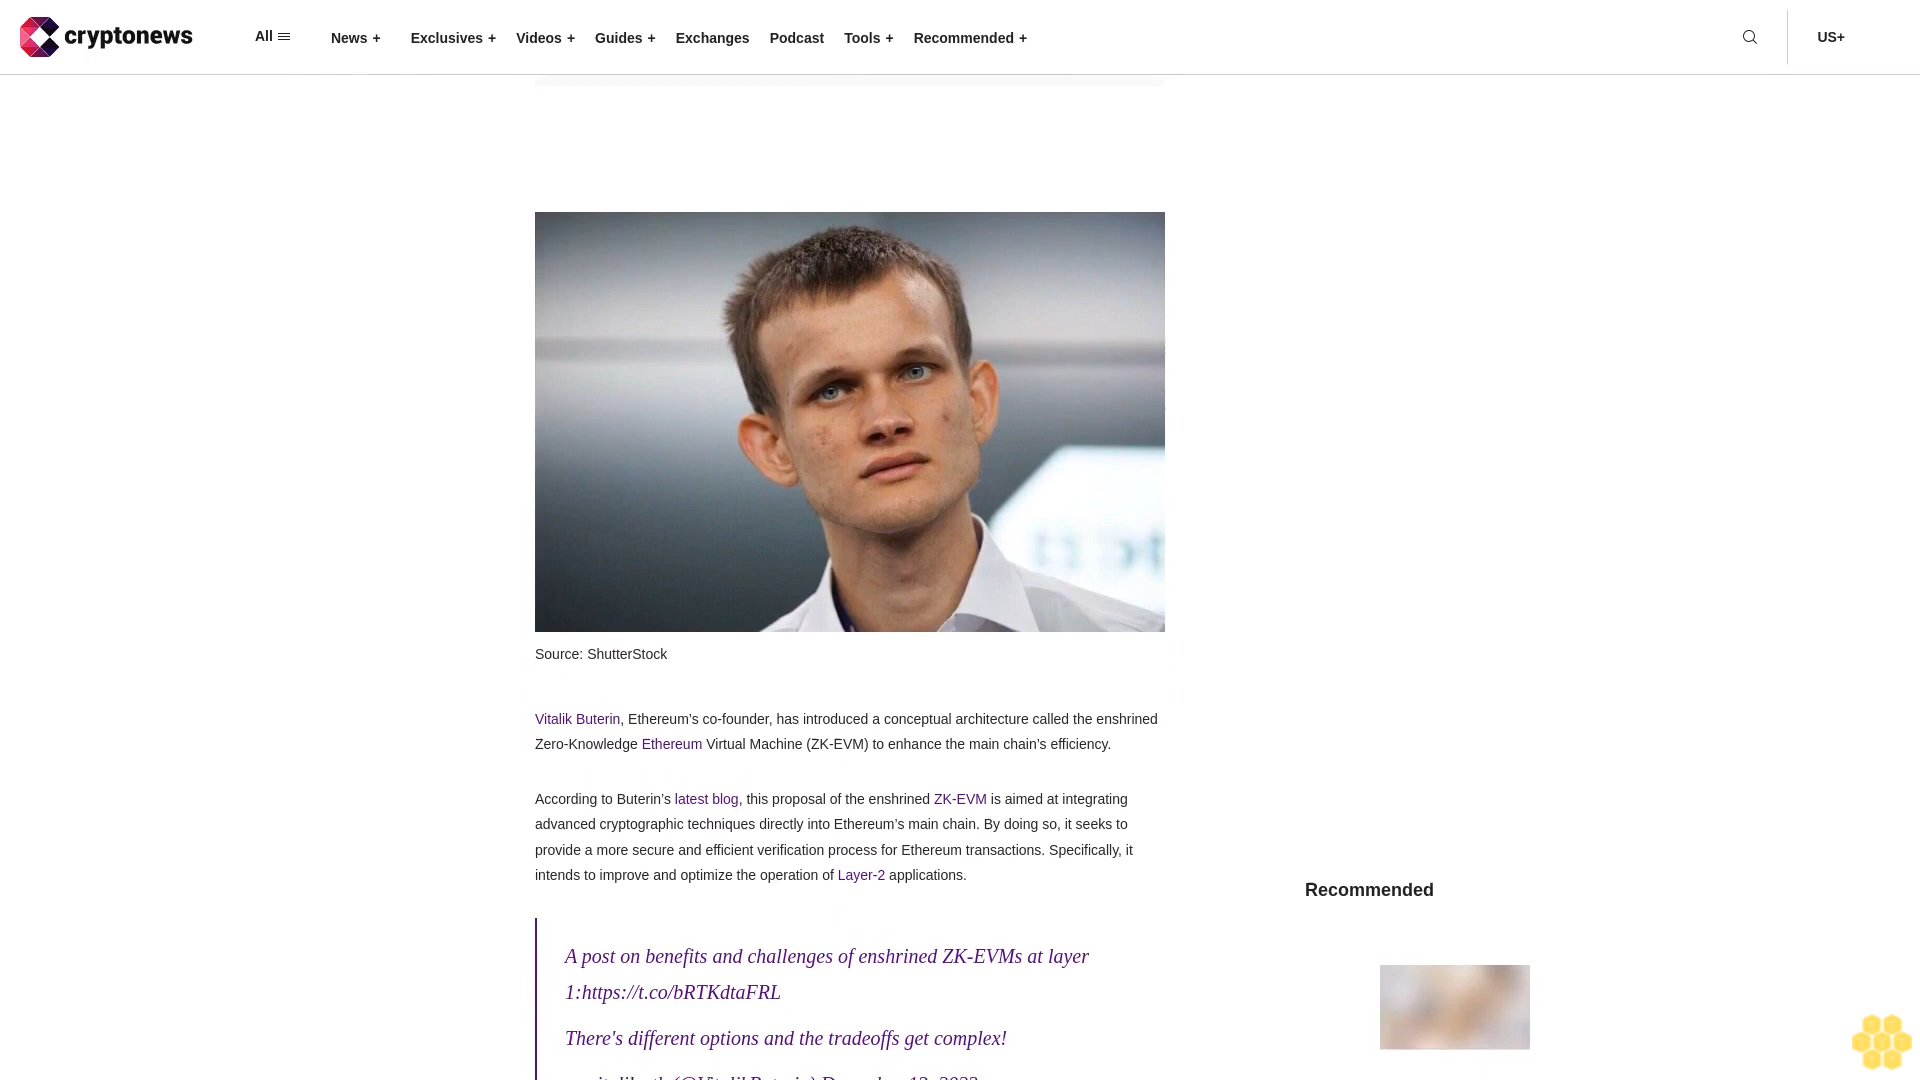 cryptonews
All
News +
Exclusives +
Videos +
Guides +
Exchanges
Podcast
Tools +
Recommended +
US+
Source: ShutterStock
Vitalik Buterin, Ethereum’s co-founder, has introduced a conceptual architecture called the enshrined
Zero-Knowledge Ethereum Virtual Machine (ZK-EVM) to enhance the main chain’s efficiency.
According to Buterin’s latest blog, this proposal of the enshrined ZK-EVM is aimed at integrating
advanced cryptographic techniques directly into Ethereum’s main chain. By doing so, it seeks to
provide a more secure and efficient verification process for Ethereum transactions. Specifically, it
intends to improve and optimize the operation of Layer-2 applications.
A post on benefits and challenges of enshrined ZK-EVMs at layer
1:https://t.co/bRTKdtaFRL
There's different options and the tradeoffs get complex!
Recommended